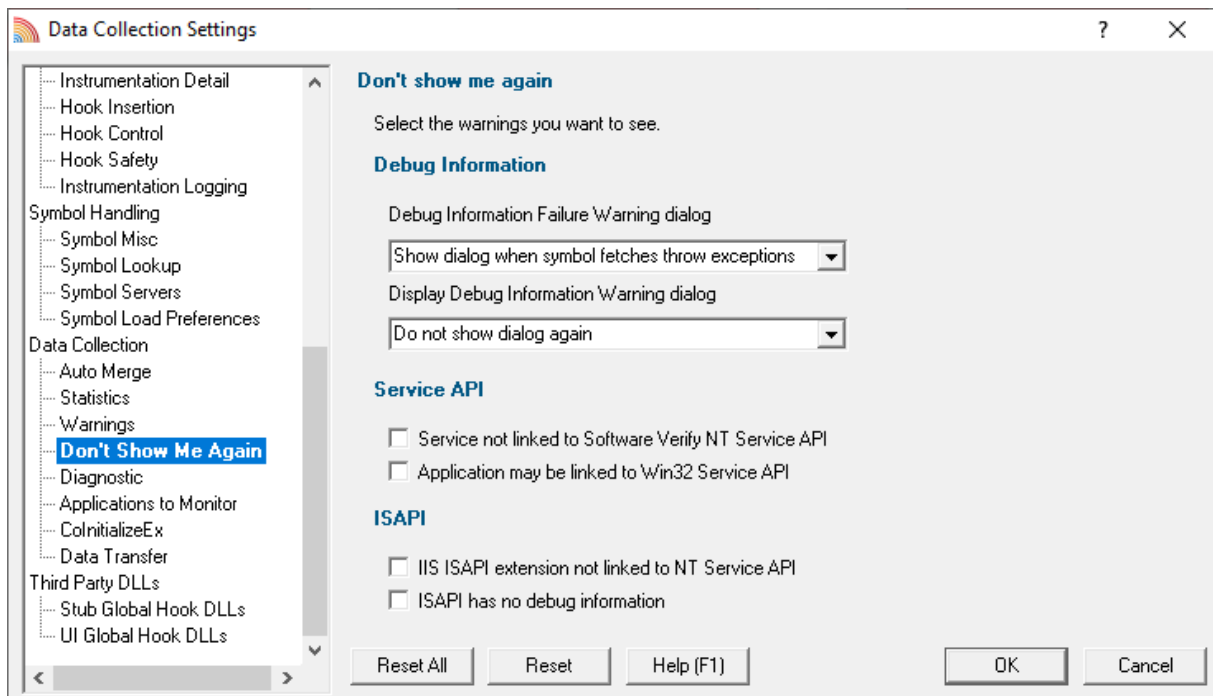 Data Collection Settings
?
Instrumentation Detail
Hook Insertion
Hook Control
Hook Safety
Instrumentation Logging
Symbol Handling
Symbol Misc
Symbol Lookup
Symbol Servers
Symbol Load Preferences
Data Collection
Auto Merge
Statistics
Warnings
Don't Show Me Again
Diagnostic
Applications to Monitor
CoInitializeEx
Data Transfer
Third Party DLLs
Stub Global Hook DLLs
UI Global Hook DLLs
Don't show me again
Select the warnings you want to see.
Debug Information
Debug Information Failure Warning dialog
Show dialog when symbol fetches throw exceptions
Display Debug Information Warning dialog
Do not show dialog again
Service API
Service not linked to Software Verify NT Service API
Application may be linked to Win32 Service API
ISAPI
IIS ISAPI extension not linked to NT Service API
ISAPI has no debug information
Reset All
Reset
Help (F1)
OK
Cancel